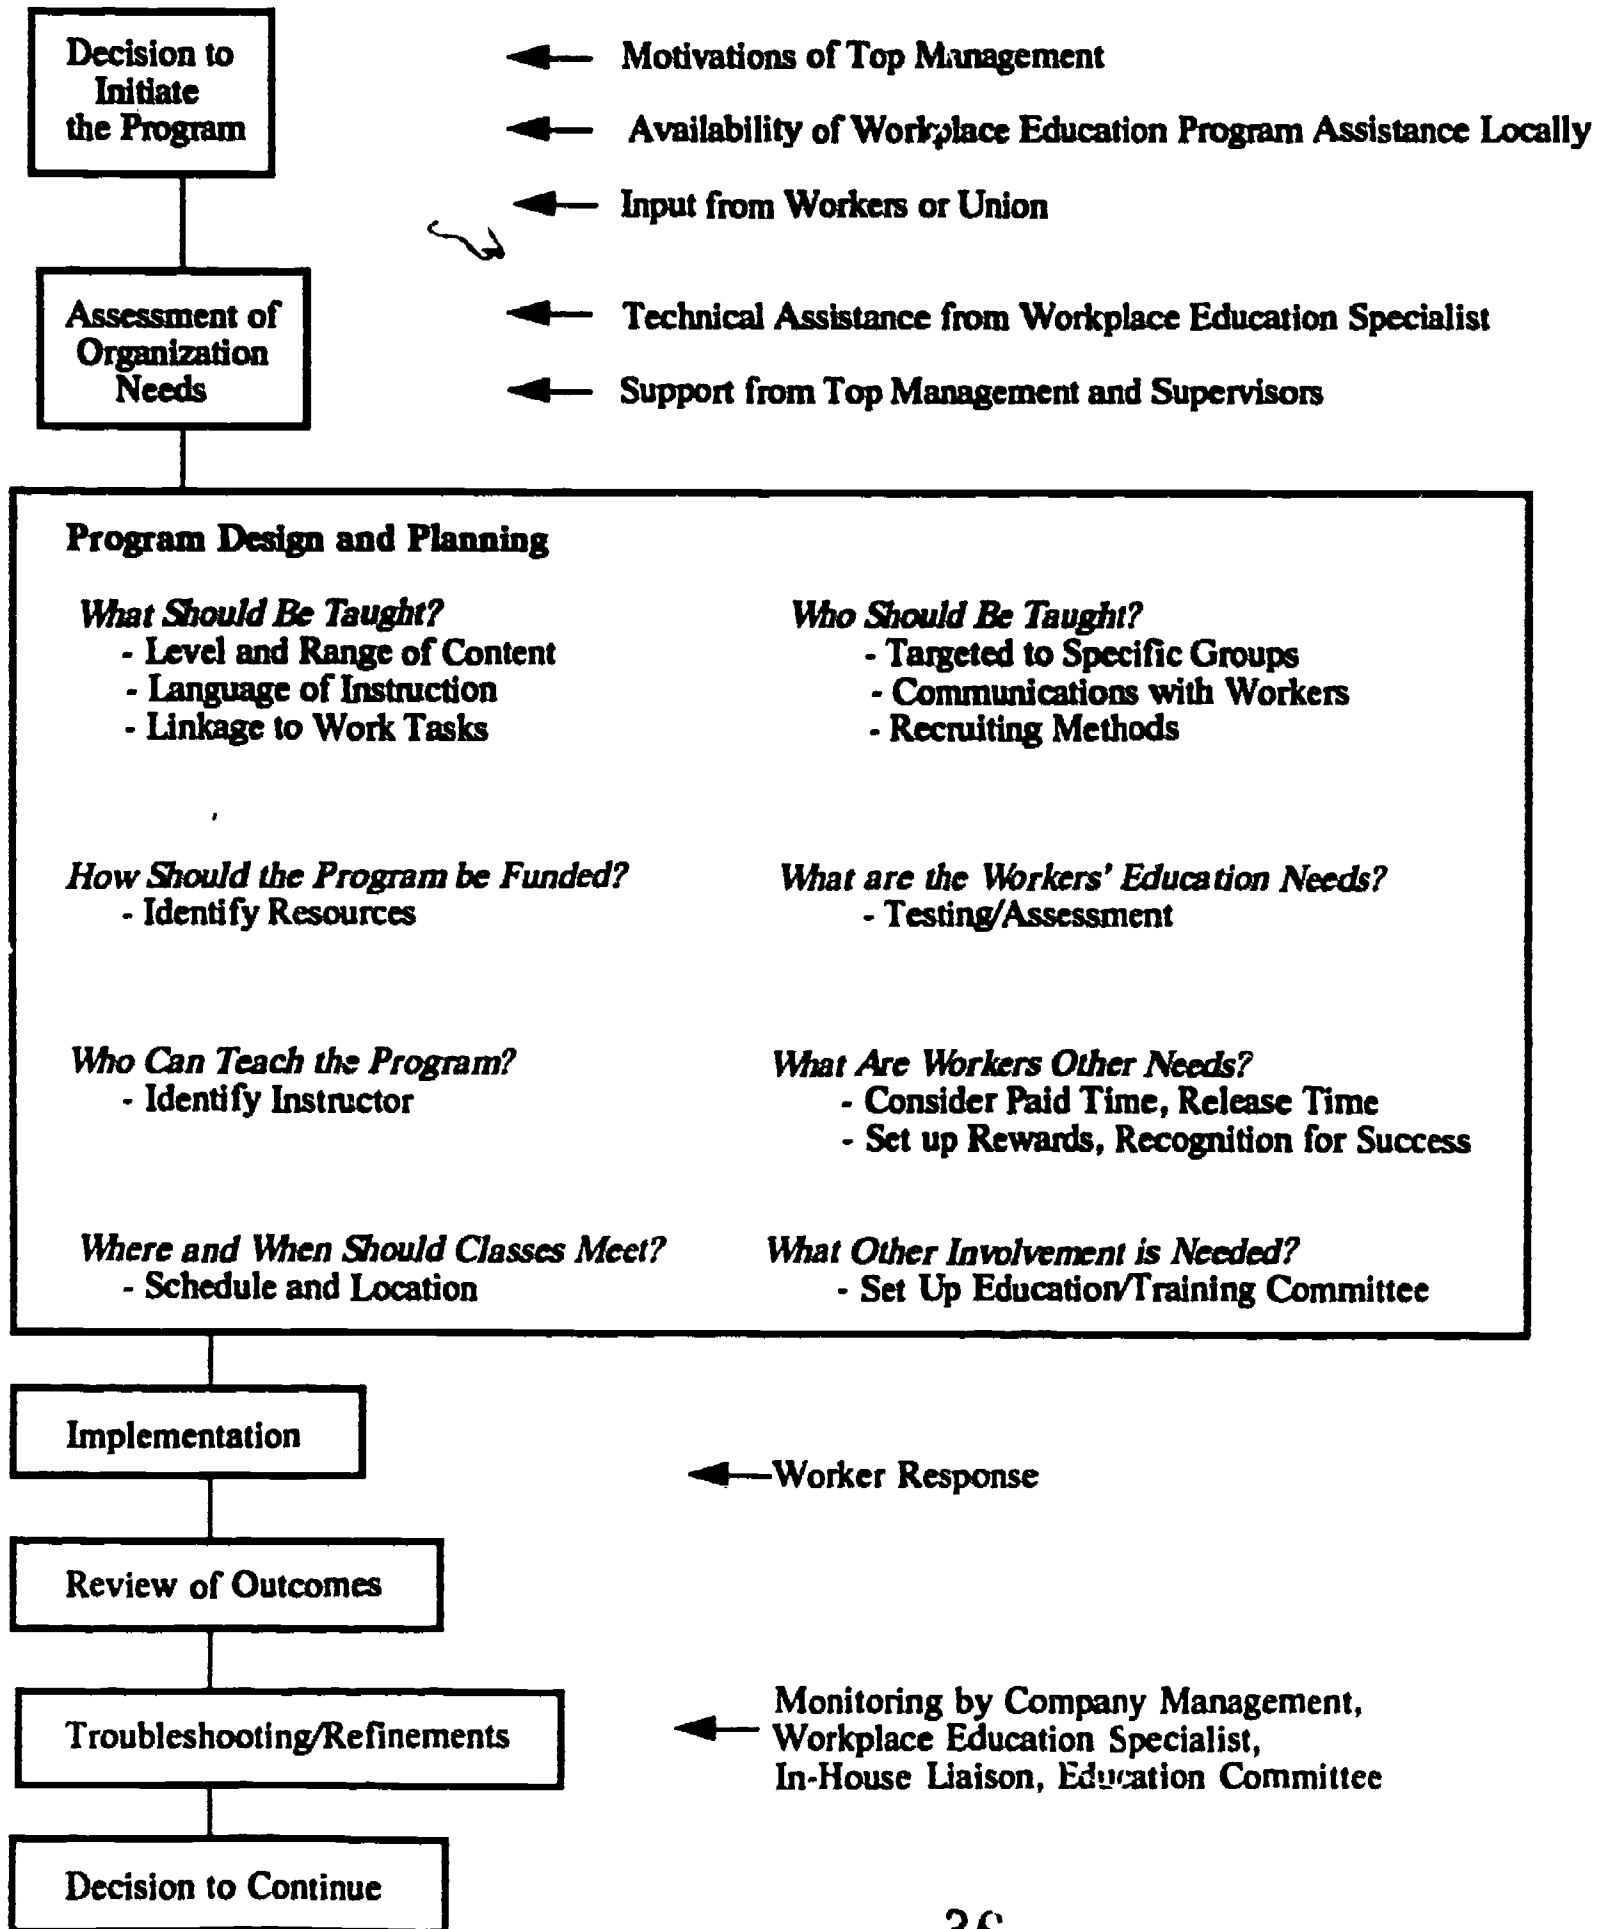 Decision to
Initiate
the Program
Motivations of Top Management
Availability of Workplace Education Program Assistance Locally
Input from Workers or Union
Assessment of
Organization
Needs
Technical Assistance from Workplace Education Specialist
Support from Top Management and Supervisors
Program Design and Planning
What Should Be Taught?
- Level and Range of Content
- Language of Instruction
- Linkage to Work Tasks
Who Should Be Taught?
- Targeted to Specific Groups
- Communications with Workers
- Recruiting Methods
How Should the Program be Funded?
- Identify Resources
What are the Workers' Education Needs?
- Testing/Assessment
Who Can Teach the Program?
- Identify Instructor
What Are Workers Other Needs?
- Consider Paid Time, Release Time
- Set up Rewards, Recognition for Success
Where and When Should Classes Meet?
- Schedule and Location
What Other Involvement is Needed?
- Set Up Education/Training Committee
Implementation
Worker Response
Review of Outcomes
Troubleshooting/Refinements
Monitoring by Company Management,
Workplace Education Specialist,
In-House Liaison, Education Committee
Decision to Continue